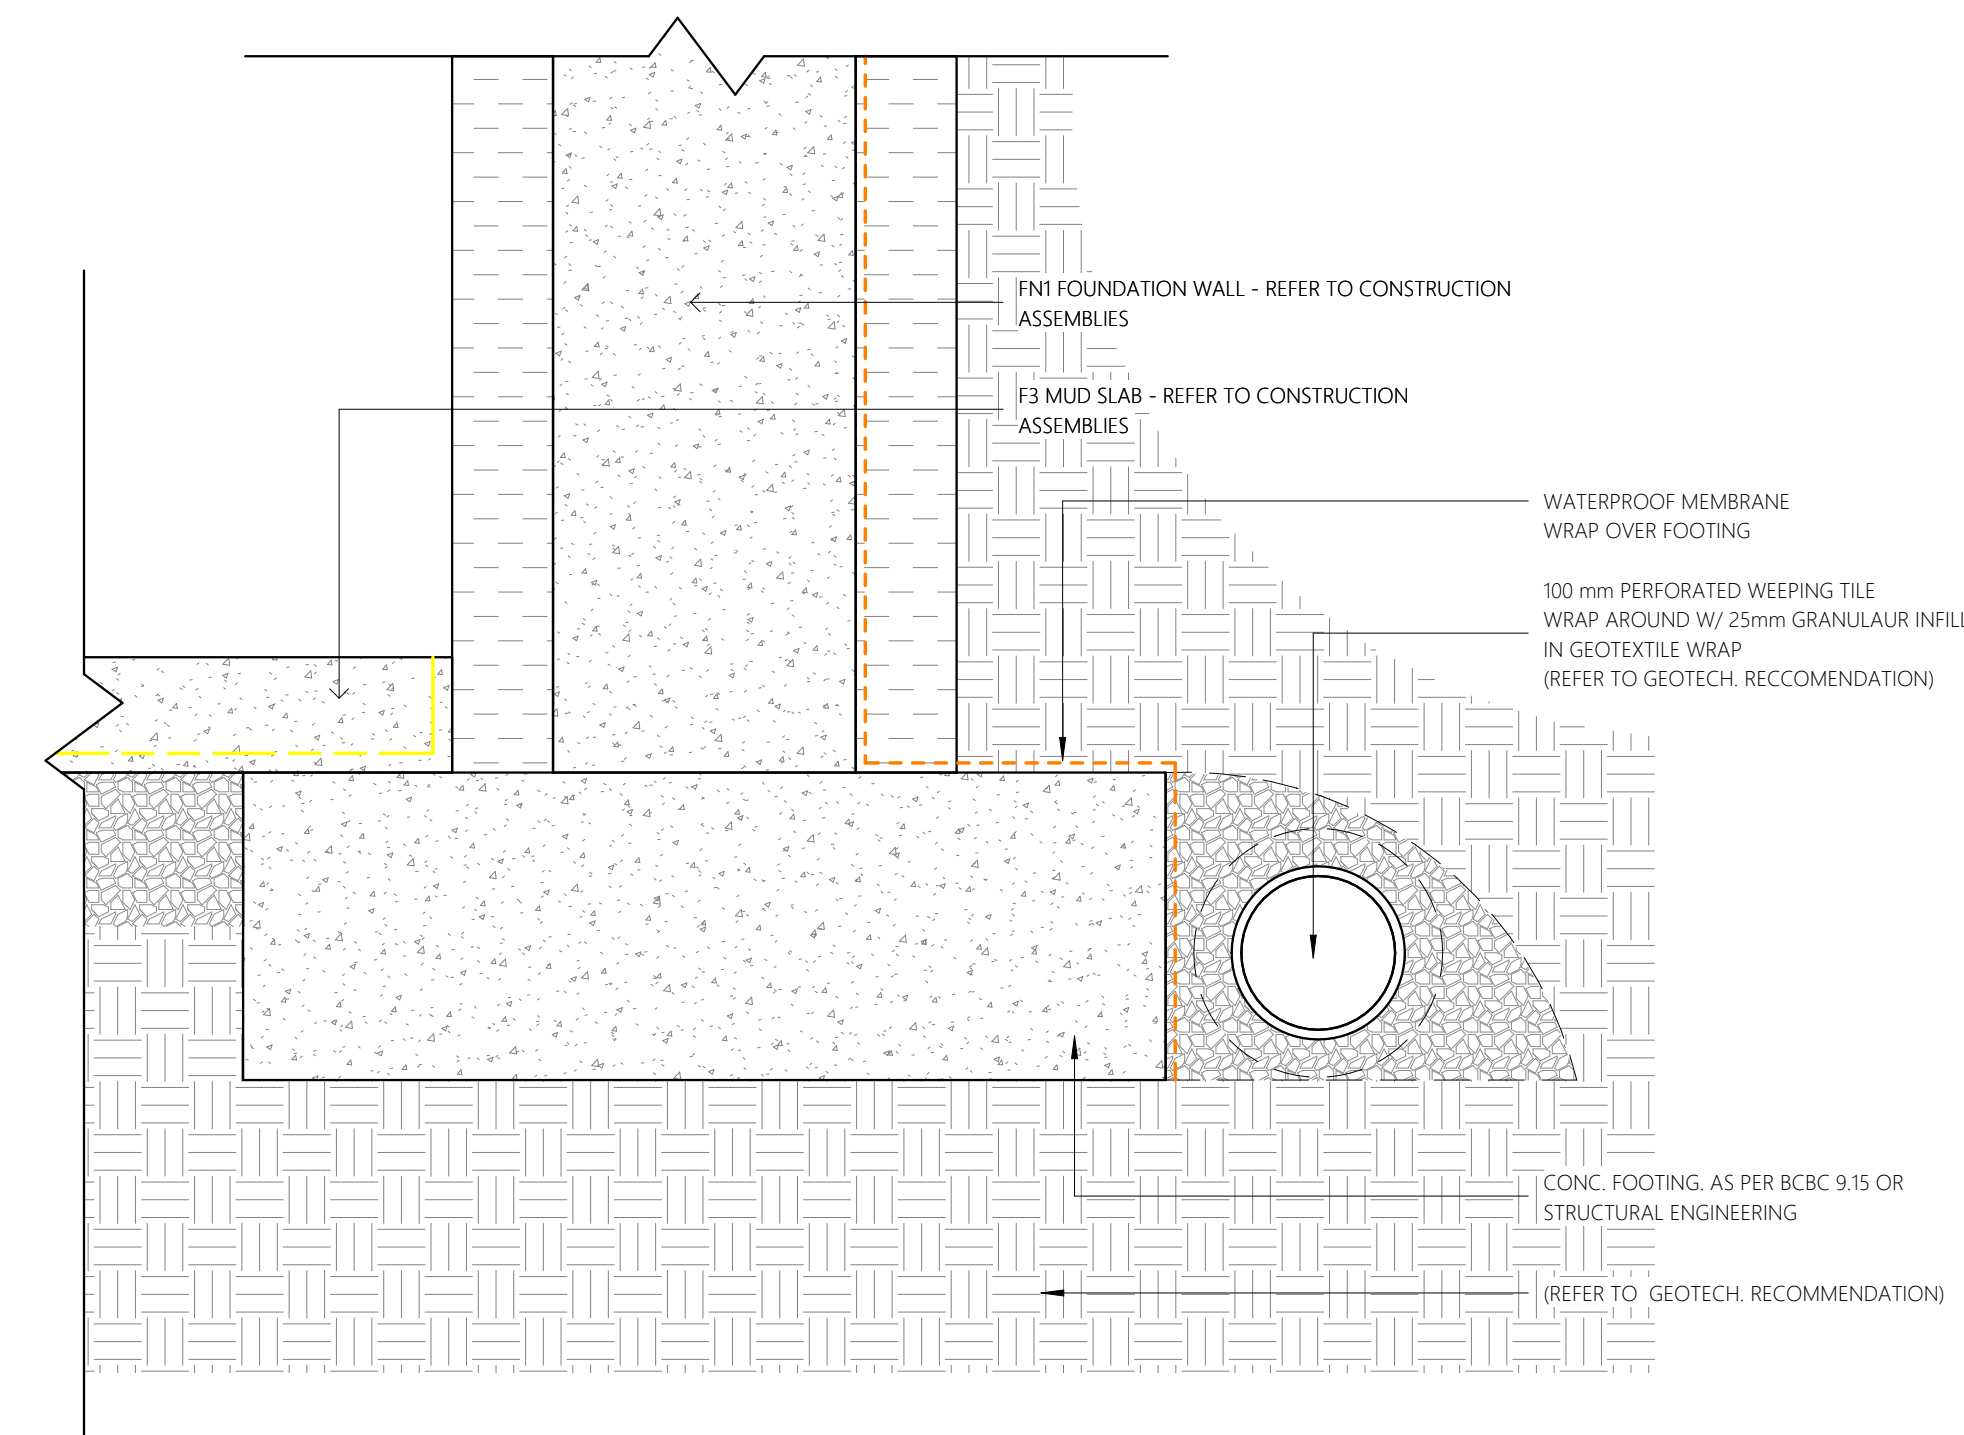 FN1 FOUNDATION WALL - REFER TO CONSTRUCTION
ASSEMBLIES
F3 MUD SLAB - REFER TO CONSTRUCTION
ASSEMBLIES
WATERPROOF MEMBRANE
WRAP OVER FOOTING
100 mm PERFORATED WEEPING TILE
WRAP AROUND W/ 25mm GRANULAUR INFILL
IN GEOTEXTILE WRAP
(REFER TO GEOTECH. RECCOMENDATION)
CONC. FOOTING. AS PER BCBC 9.15 OR
STRUCTURAL ENGINEERING
(REFER TO GEOTECH. RECOMMENDATION)